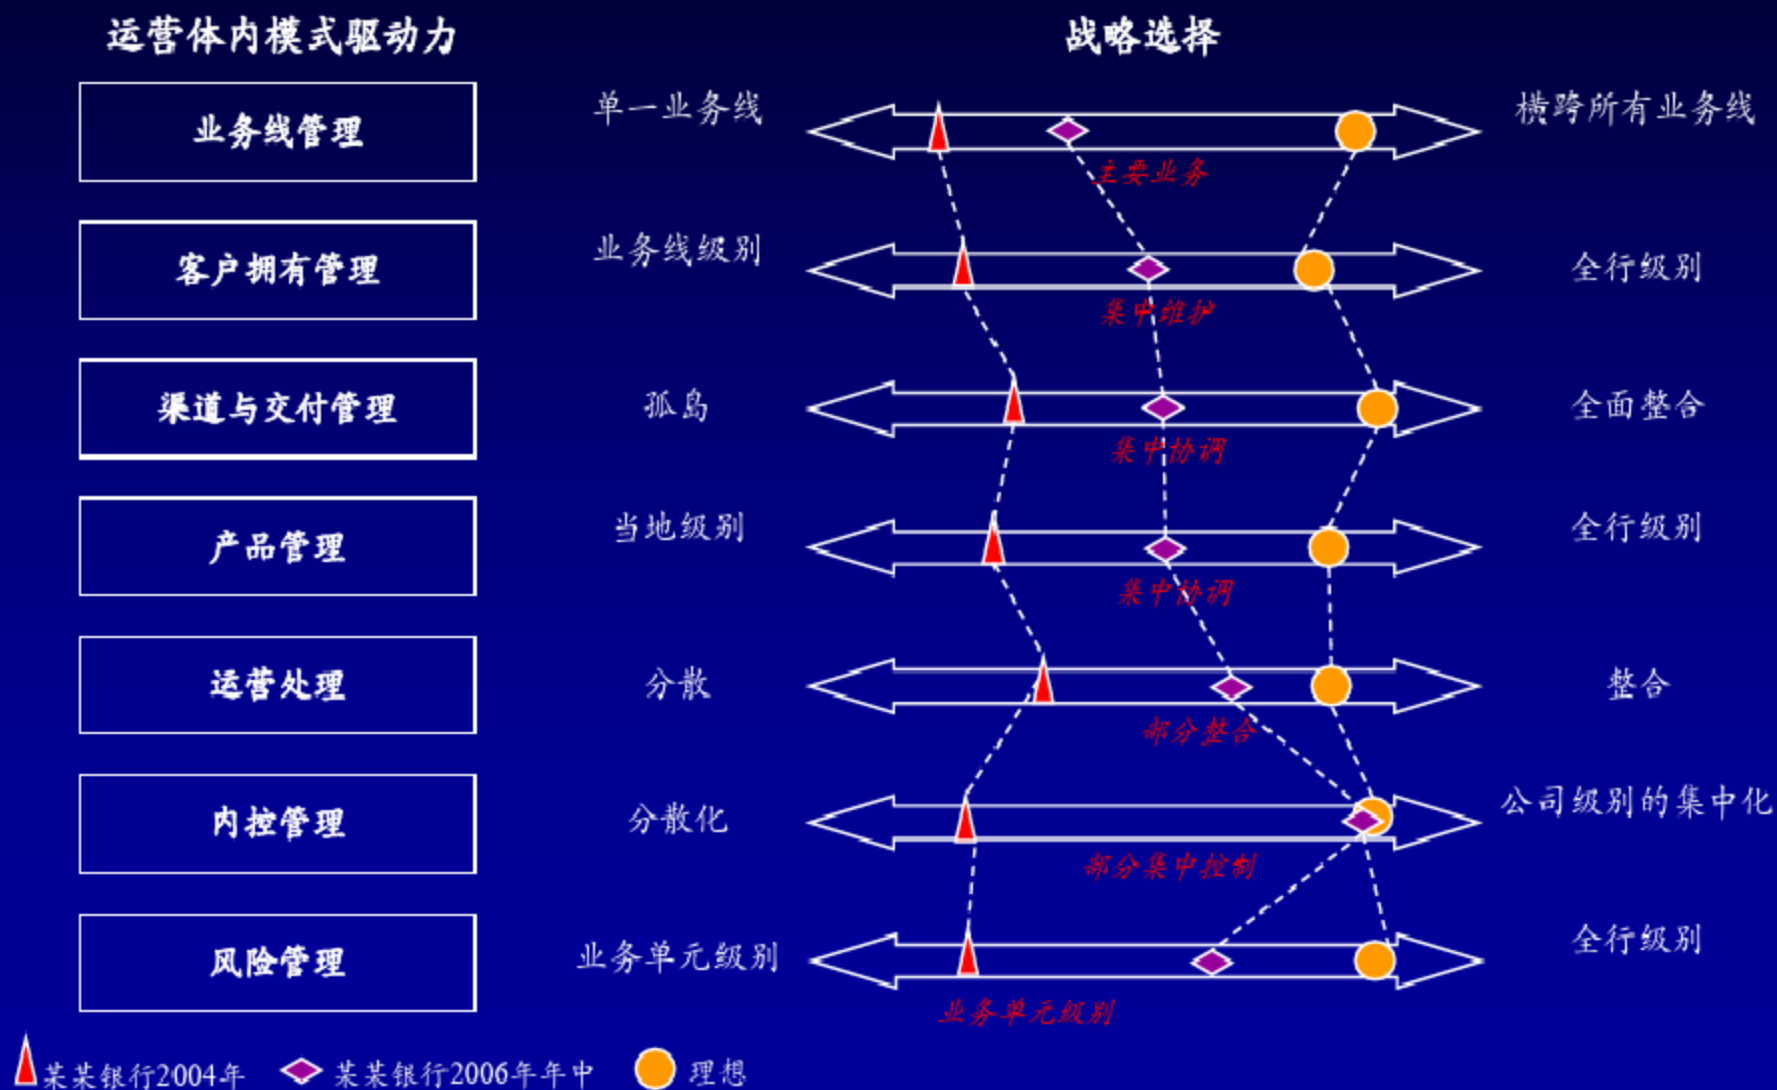 运营体内模式驱动力
战略选择
业务线管理
单一业务线
横跨所有业务线
主要业务
客户拥有管理
业务线级别
全行级别
集中维护
渠道与交付管理
孤岛
全面整合
集中协调
产品管理
当地级别
全行级别
集中协调
运营处理
分散
整合
部分整合
内控管理
分散化
公司级别的集中化
部分集中控制
风险管理
业务单元级别
全行级别
业务单元级别
某某银行2004年
某某银行2006年年中
理想